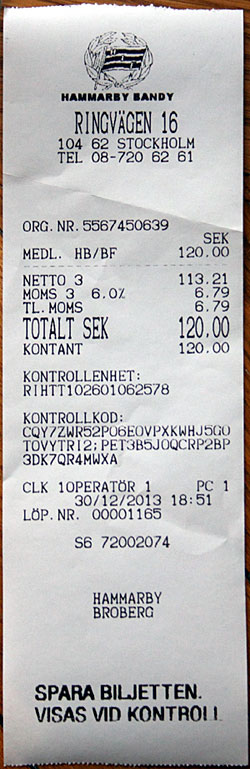 HAMMARBY BANDY
RINGVÄGEN 16
104 62 STOCKHOLM
TEL 08-720 62 61
ORG.NR.5567450639
SEK
MEDL. HB/BF 120.00
NETTO 3 113.21
MOMS 3 6.0% 6.79
TL.MOMS 6.79
TOTALT SEK 120.00
KONTANT 120.00
KONTROLLENHET:
RIHTT102601062578
KONTROLLKOD:
CQY7ZWR52PO6EOVPXKWHJ5GO
TOVYTRI2;PET3B5JOQCRP2BP
3DK7QR4MWXA
CLK 1OPERATÖR 1 PC 1
30/12/2013 18:51
LÖP.NR. 00001165
S6 72002074
HAMMARBY
BROBERG
SPARA BILJETTEN.
VISAS VID KONTROLL